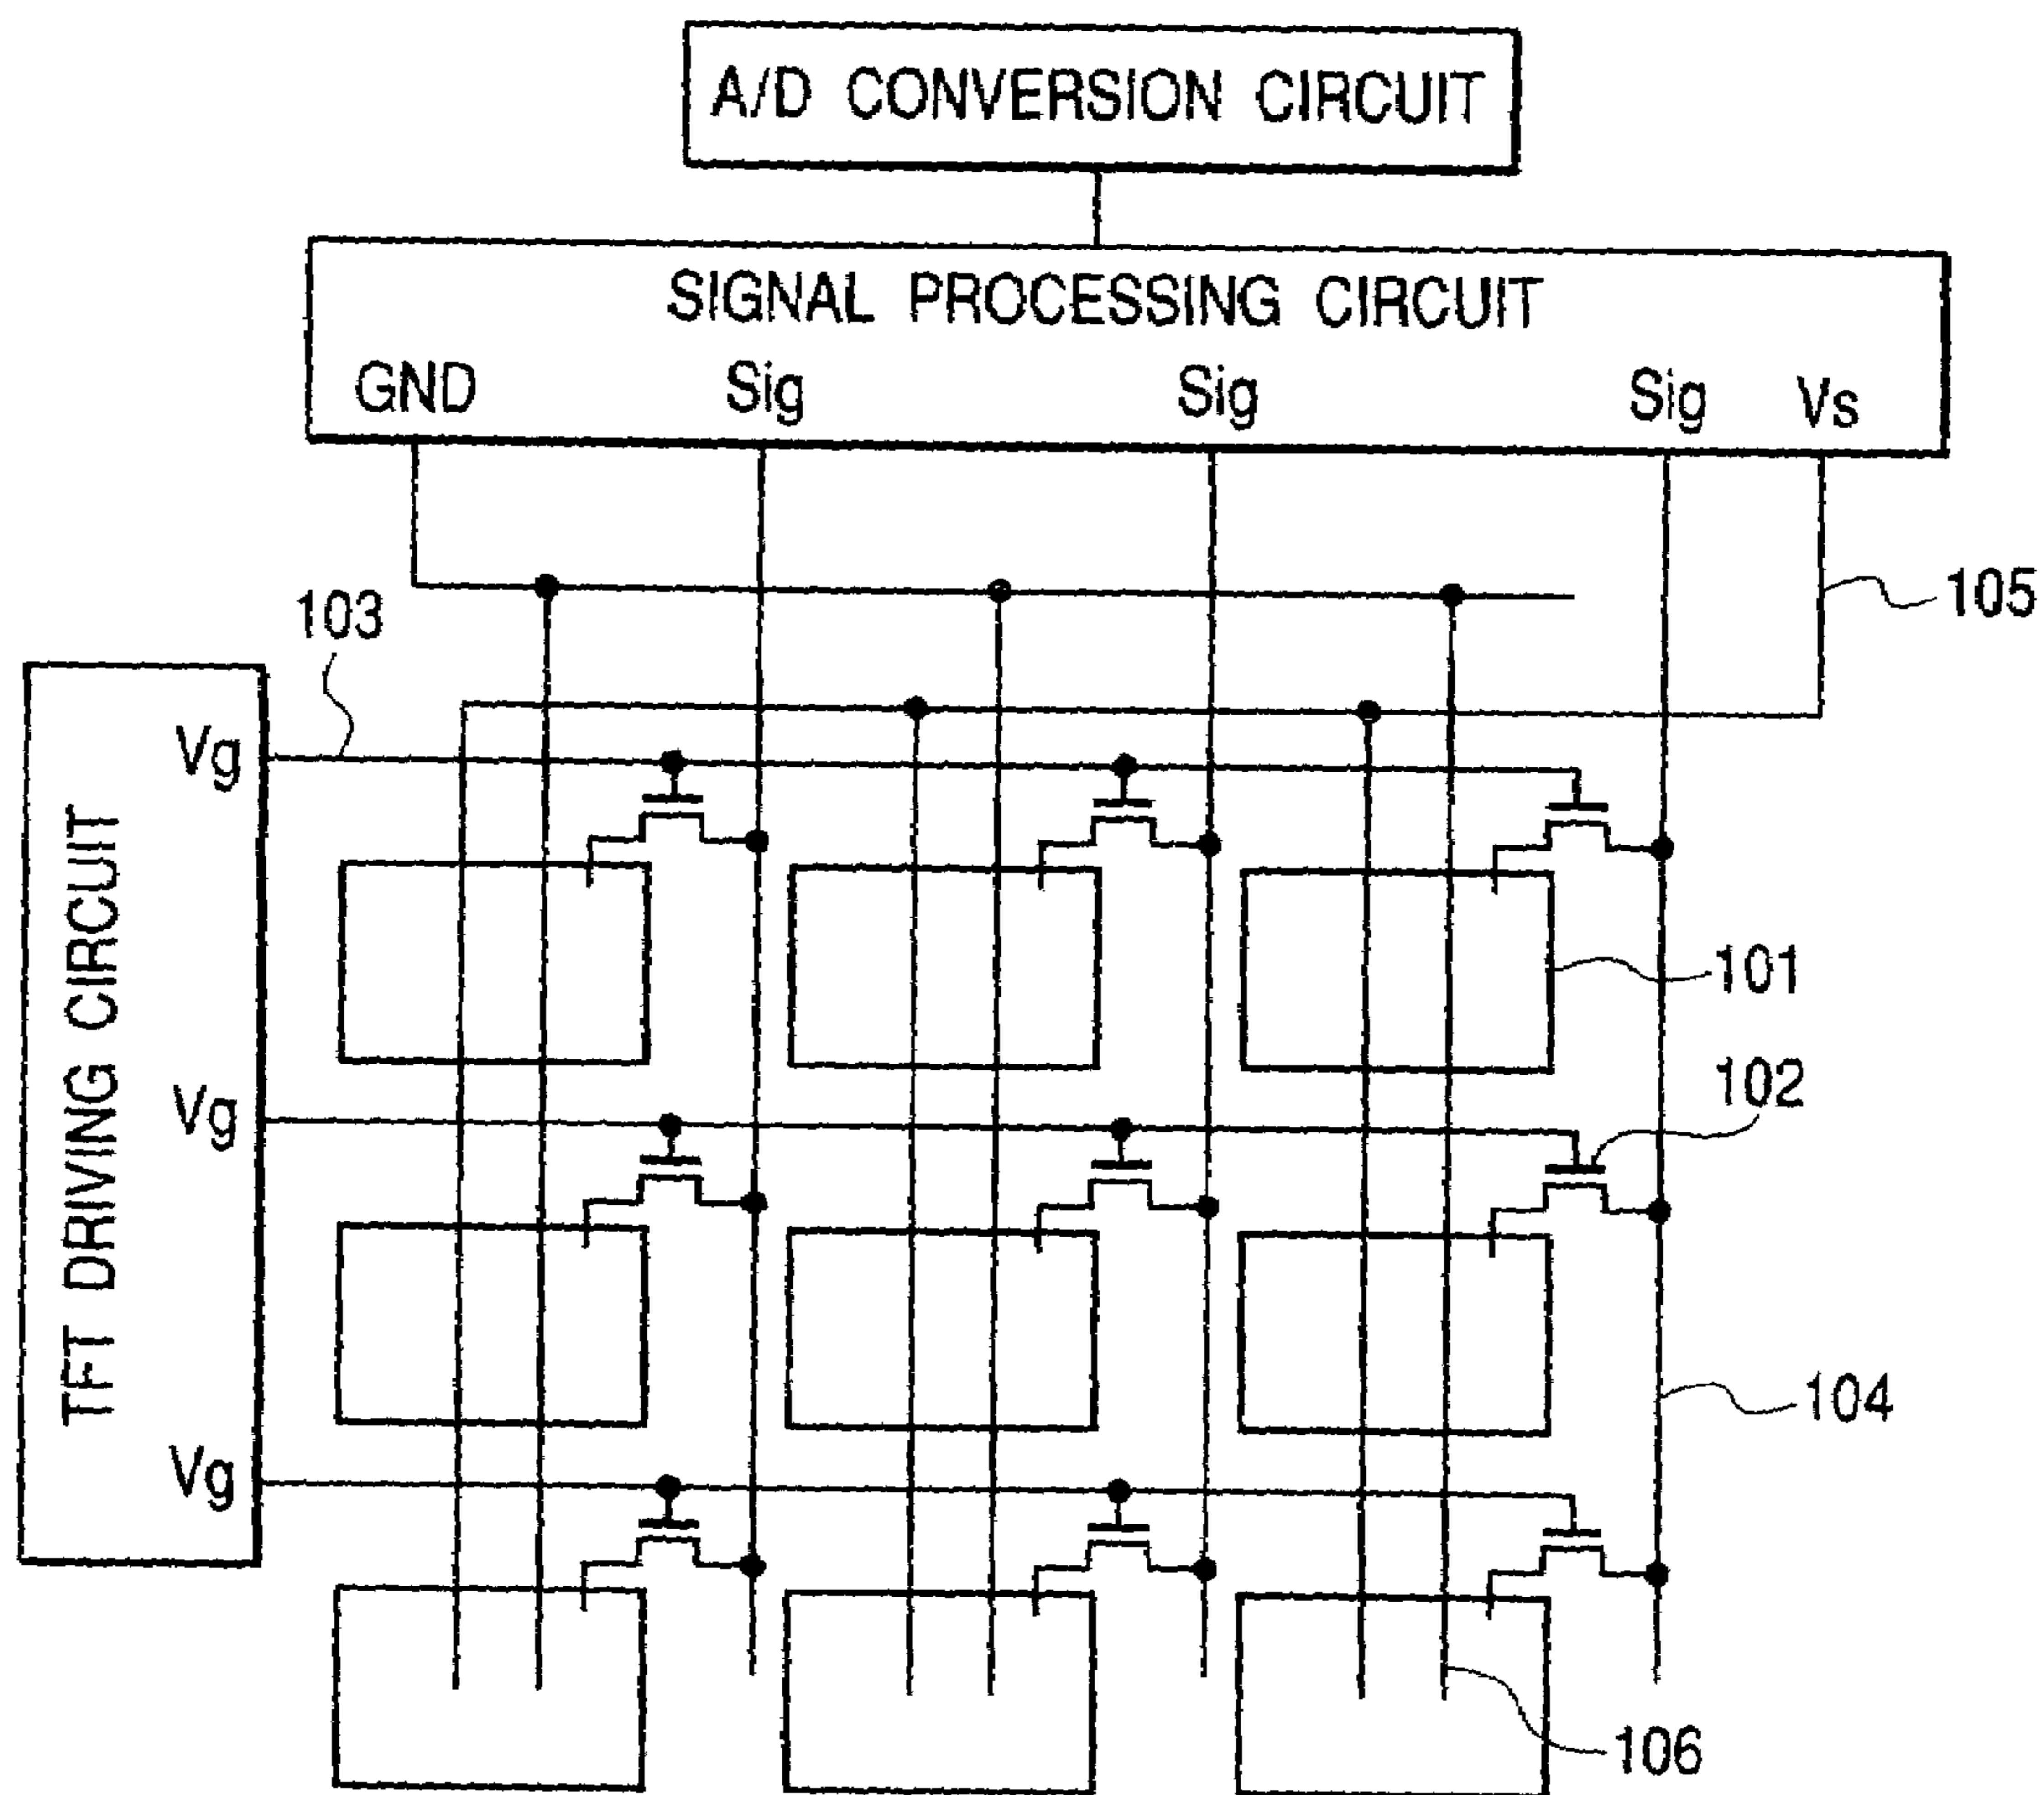 A/D CONVERSION CIRCUIT
SIGNAL PROCESSING CIRCUIT
GND Sig Sig Sig Vs
105
103
TFT DRIVING CIRCUIT
Vg
101
102
Vg
104
Vg
106